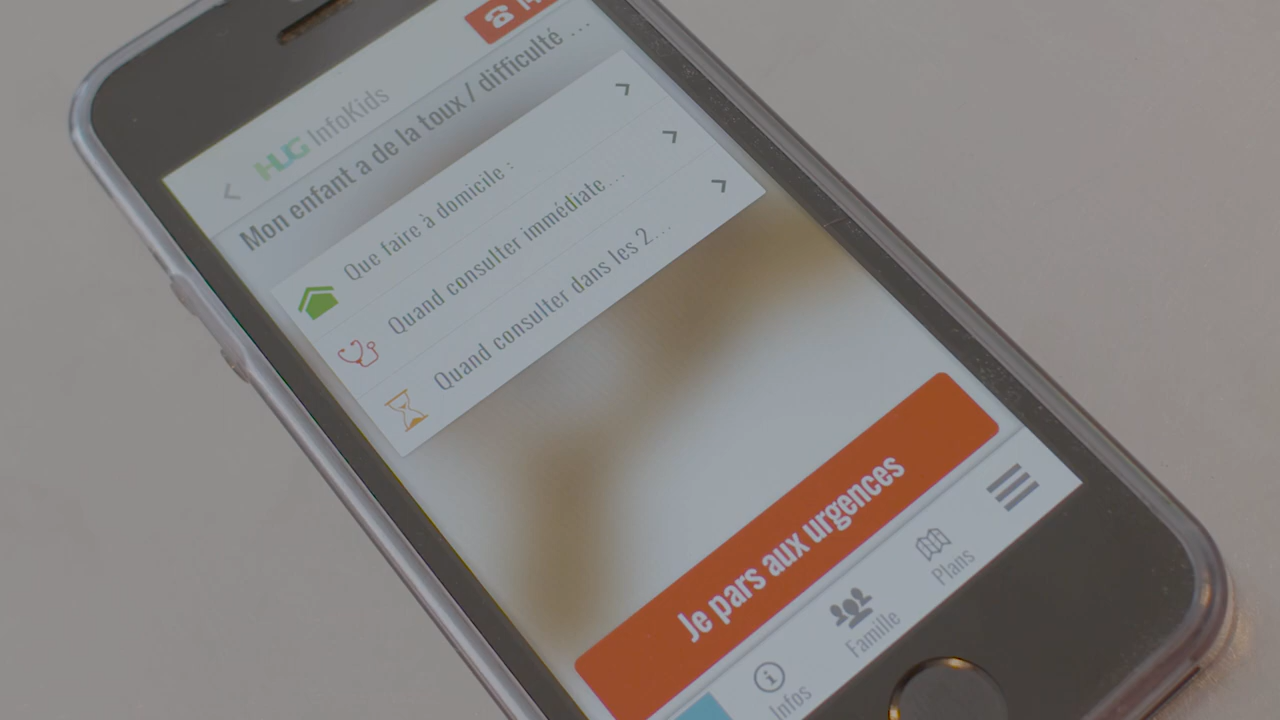 HUG InfoKids
Mon enfant a de la toux / difficulté ...
Que faire à domicile :
Quand consulter immédiate...
Quand consulter dans les 2...
Je pars aux urgences
Infos
Famille
Plans